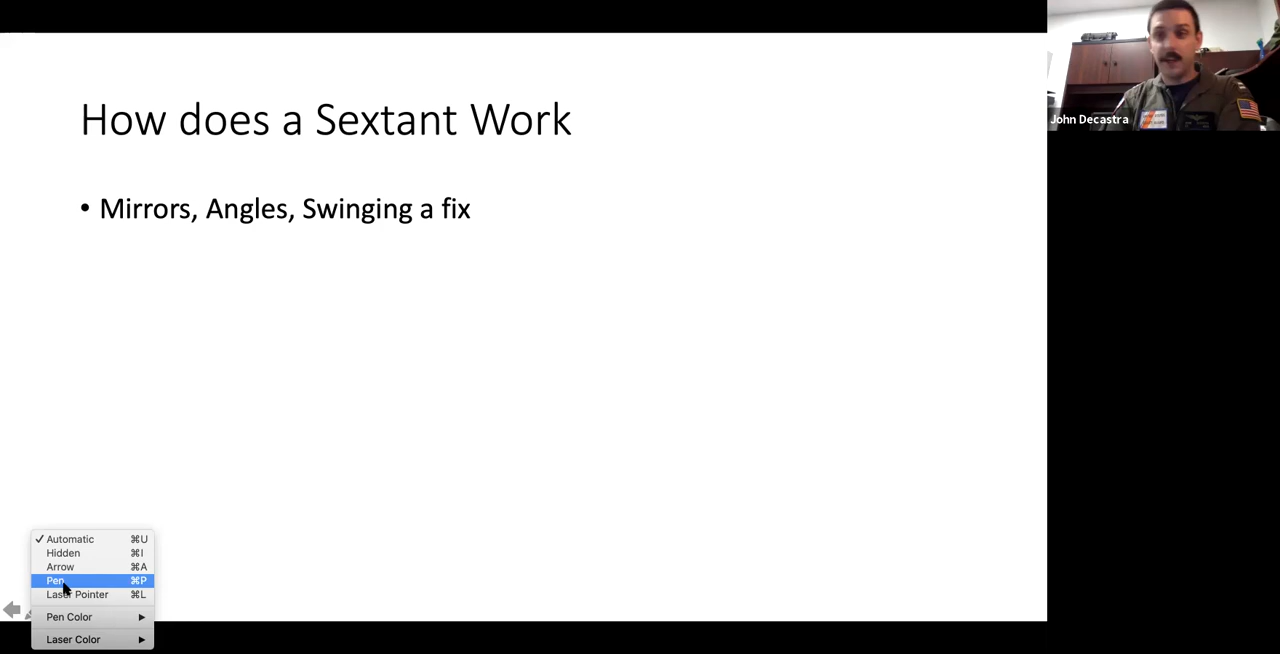 How does a Sextant Work
• Mirrors, Angles, Swinging a fix
John Decastra
✓ Automatic ⌘U
Hidden ⌘I
Arrow ⌘A
Pen ⌘P
Laser Pointer ⌘L
Pen Color
Laser Color